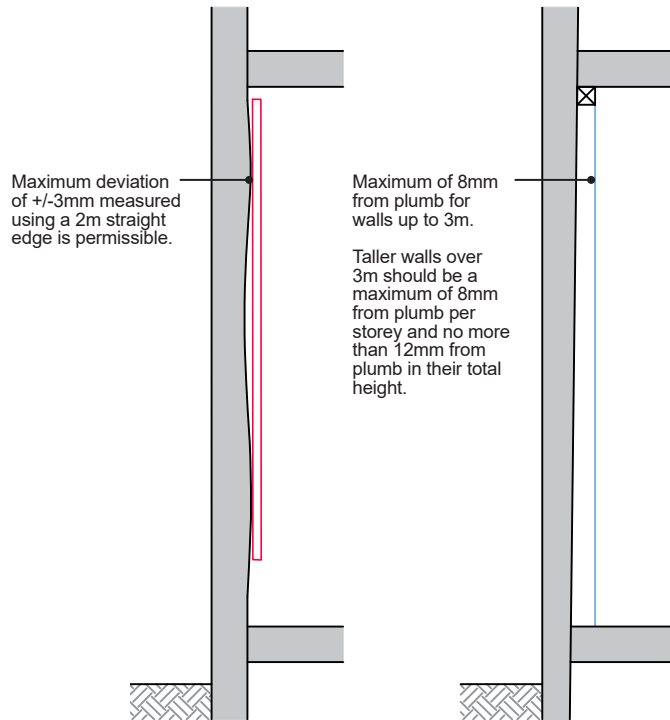 Maximum deviation
of +/-3mm measured
using a 2m straight
edge is permissible.
Maximum of 8mm
from plumb for
walls up to 3m.
Taller walls over
3m should be a
maximum of 8mm
from plumb per
storey and no more
than 12mm from
plumb in their total
height.